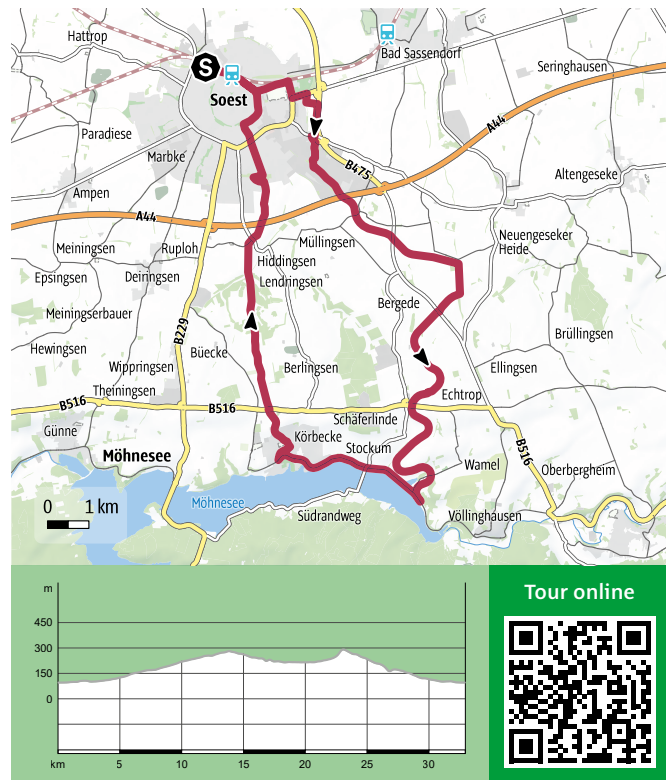 Hattrop
Bad Sassendorf
Seringhausen
S
Soest
A44
Paradiese
Marbke
B475
Altengeseke
Ampen
A44
Neuengeseker
Heide
Meiningsen
Ruploh
Müllingsen
Hiddingsen
Epsingsen
Deiringsen
Lendringsen
Meiningserbauer
Bergede
B229
Brüllingsen
Hewingsen
Büecke
Wippringsen
Berlingsen
Ellingsen
Theiningsen
Echtrop
B516
B516
Schäferlinde
Günne
Körbecke
B516
Möhnesee
Stockum
Wamel
Oberbergheim
Möhnesee
0 1 km
Südrandweg
Völlinghausen
m
450
300
150
0
km 5 10 15 20 25 30
Tour online